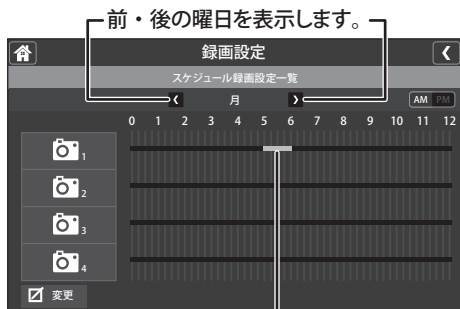 前・後の曜日を表示します。
録画設定
スケジュール録画設定一覧
月 AM PM
0 1 2 3 4 5 6 7 8 9 10 11 12
1
2
3
4
変更